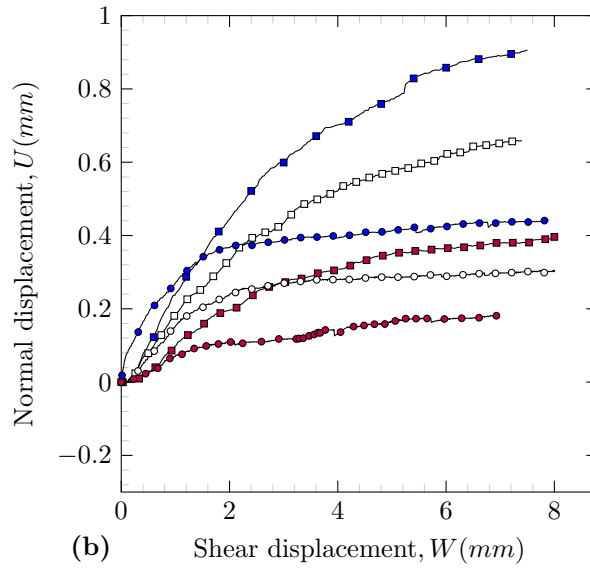 1
0.8
0.6
0.4
0.2
0
−0.2
Normal displacement, U(mm)
0 2 4 6 8
(b) Shear displacement, W(mm)